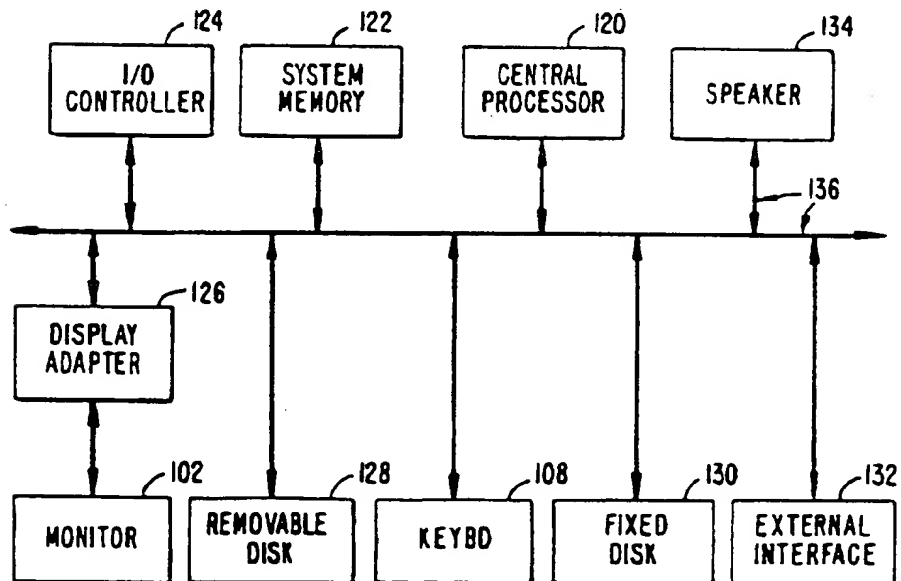 124
I/O
CONTROLLER
122
SYSTEM
MEMORY
120
CENTRAL
PROCESSOR
134
SPEAKER
136
126
DISPLAY
ADAPTER
102
MONITOR
128
REMOVABLE
DISK
108
KEYBD
130
FIXED
DISK
132
EXTERNAL
INTERFACE